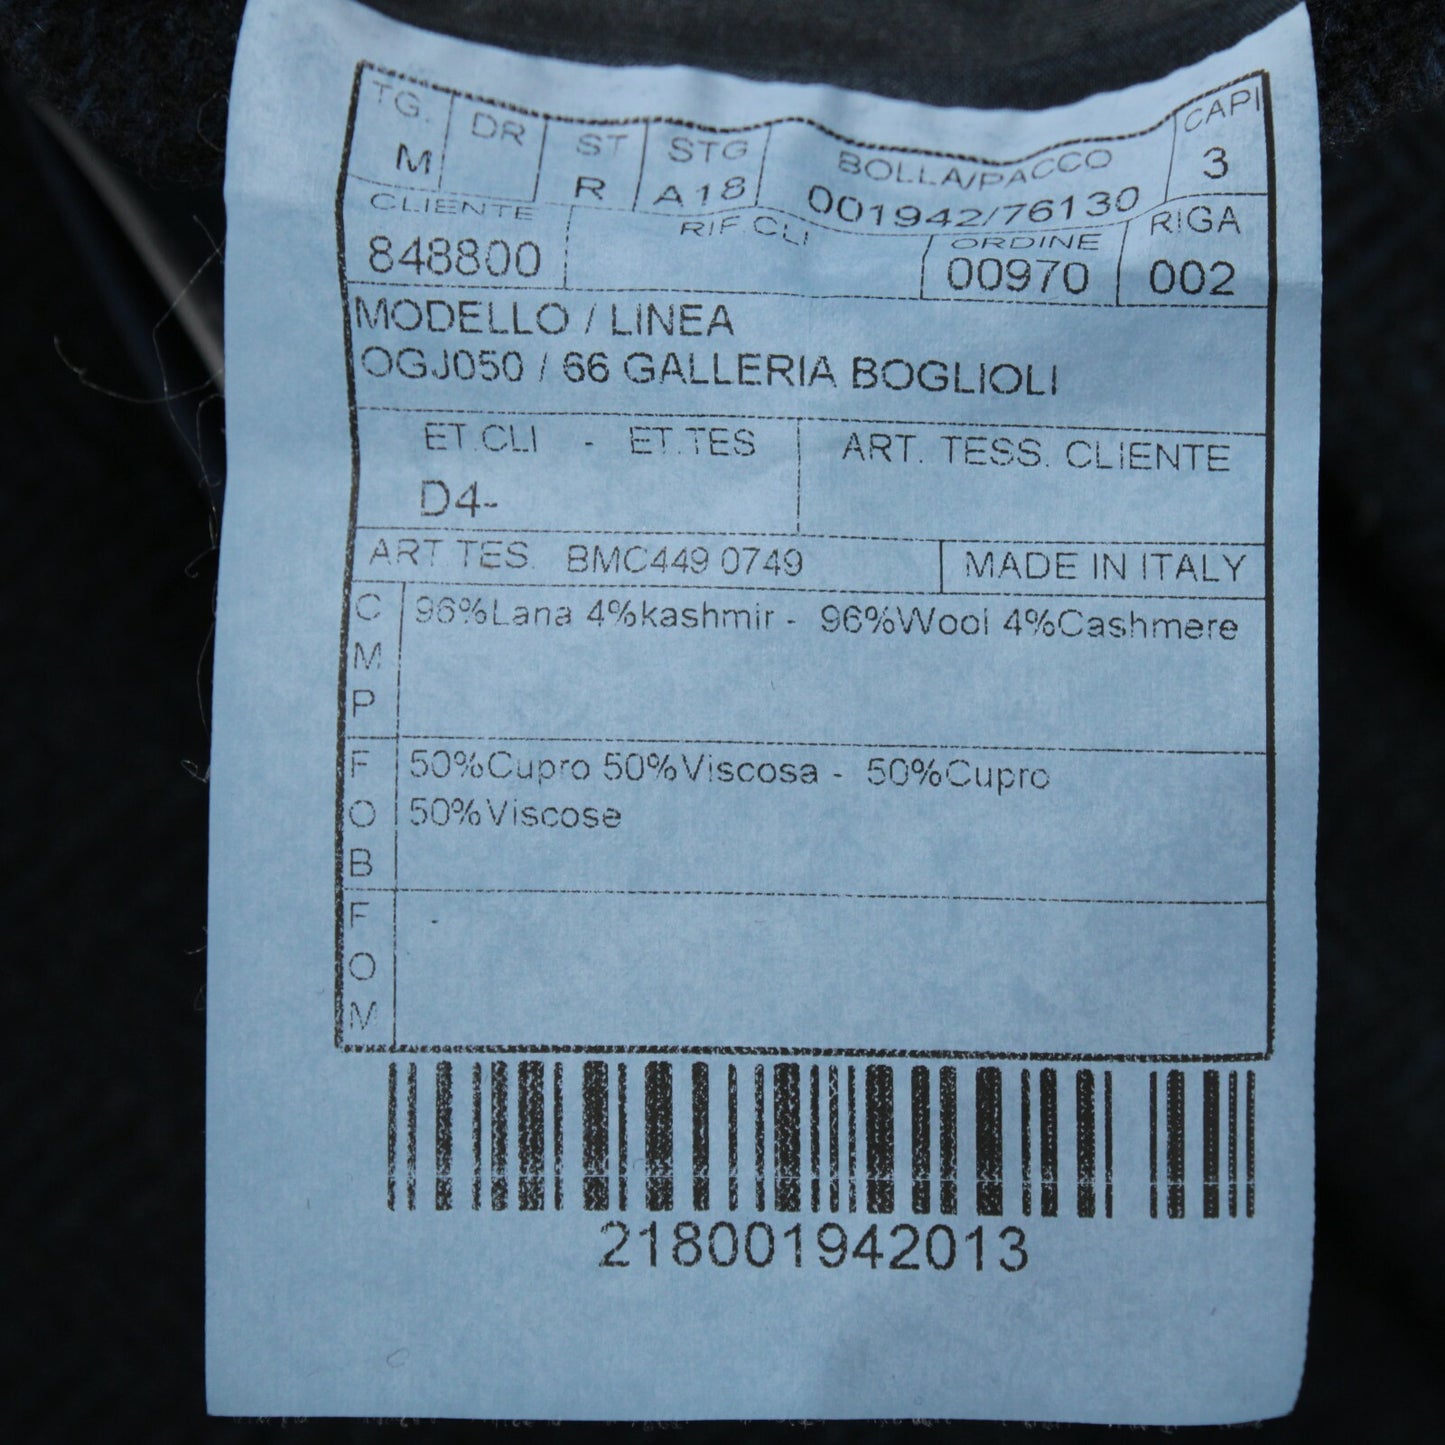 TG. DR ST STG BOLLA/PACCO CAPI
M R A18 001942/76130 3
CLIENTE RIF.CLI ORDINE RIGA
848800 00970 002
MODELLO / LINEA
OGJ050 / 66 GALLERIA BOGLIOLI
ET.CLI - ET.TES ART. TESS. CLIENTE
D4-
ART.TES. BMC449 0749 MADE IN ITALY
CMP 96%Lana 4%kashmir - 96%Wool 4%Cashmere
FOB 50%Cupro 50%Viscosa - 50%Cupro
50%Viscose
FOM
218001942013